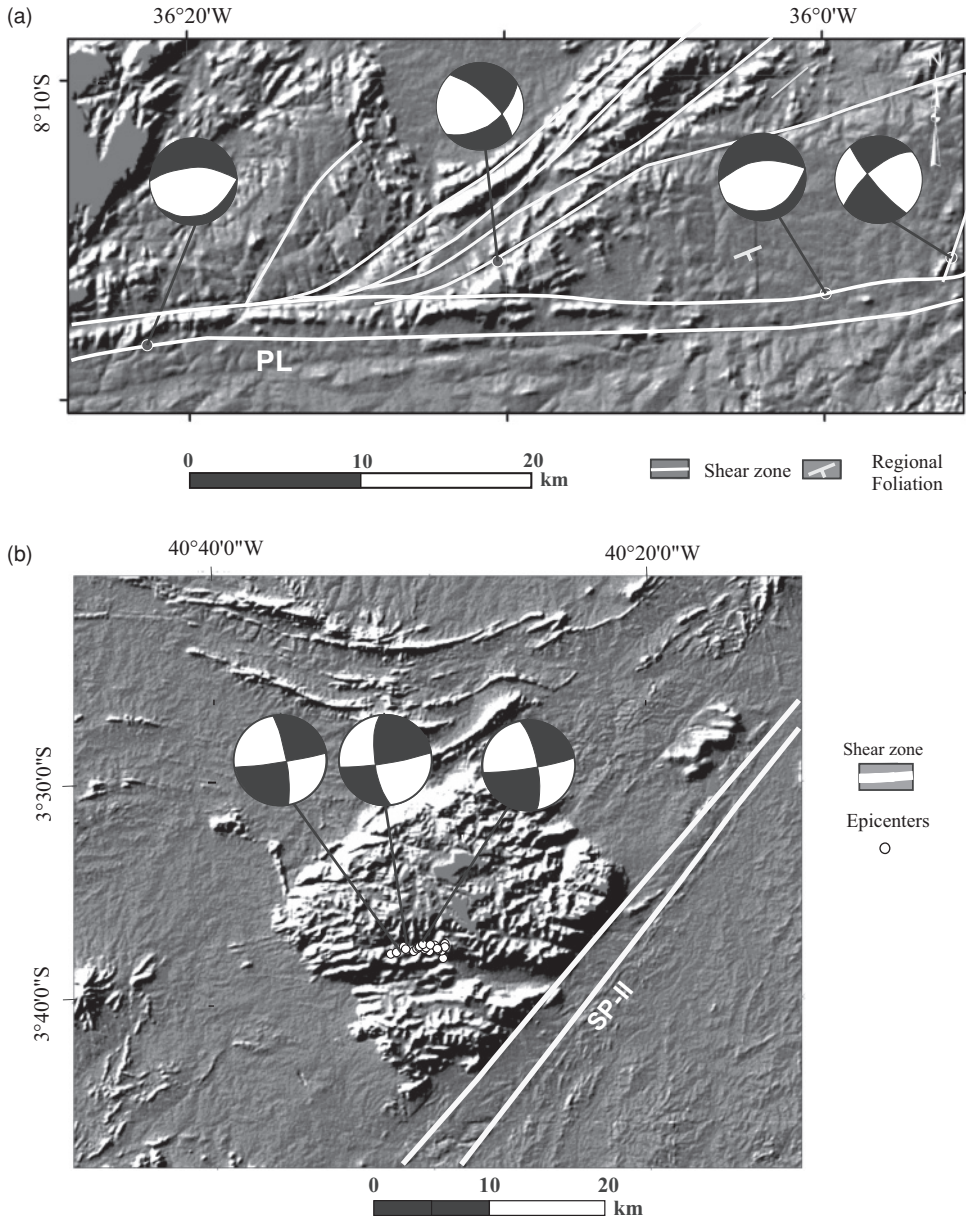 (a)
36°20'W 36°0'W
8°10'S
N
PL
0 10 20
km
Shear zone
Regional
Foliation
(b)
40°40'0"W 40°20'0"W
3°30'0"S
3°40'0"S
SP-II
Shear zone
Epicenters
0 10 20
km